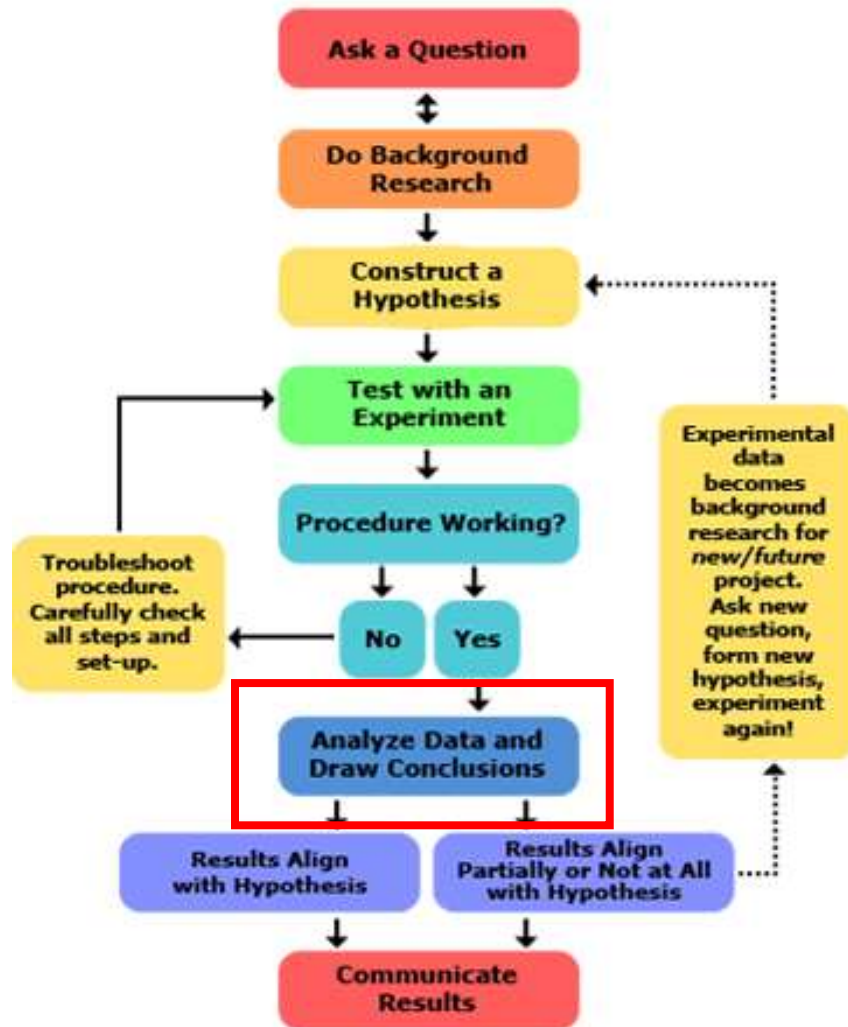 Ask a Question
Do Background
Research
Construct a
Hypothesis
Test with an
Experiment
Procedure Working?
No
Yes
Troubleshoot
procedure.
Carefully check
all steps and
set-up.
Experimental
data
becomes
background
research for
new/future
project.
Ask new
question,
form new
hypothesis,
experiment
again!
Analyze Data and
Draw Conclusions
Results Align
with Hypothesis
Results Align
Partially or Not at All
with Hypothesis
Communicate
Results